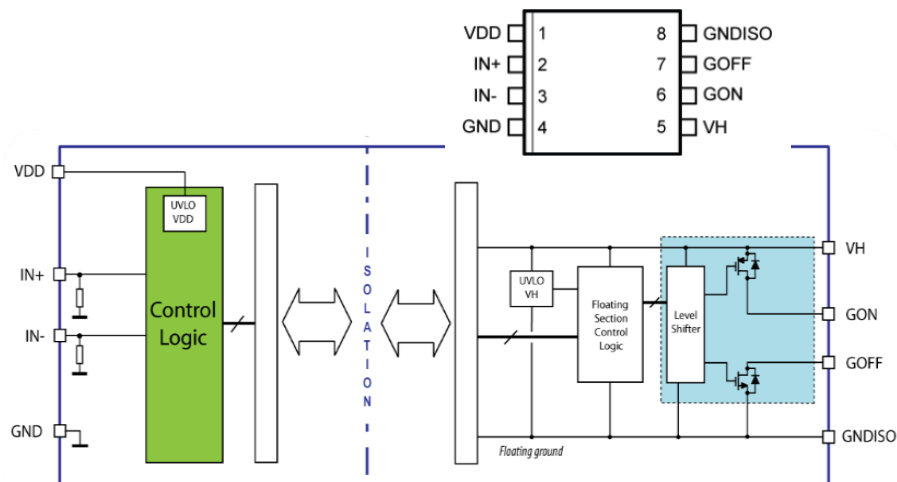 VDD 1 8 GNDISO
IN+ 2 7 GOFF
IN- 3 6 GON
GND 4 5 VH
VDD
UVLO
VDD
IN+
IN-
GND
Control
Logic
ISOLATION
UVLO
VH
Floating
Section
Control
Logic
Level
Shifter
Floating ground
VH
GON
GOFF
GNDISO